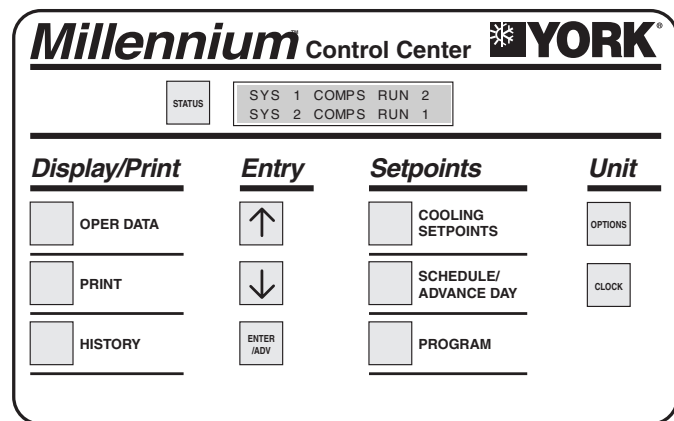 Millennium™ Control Center YORK®
STATUS
SYS 1 COMPS RUN 2
SYS 2 COMPS RUN 1
Display/Print
OPER DATA
PRINT
HISTORY
Entry
ENTER
/ADV
Setpoints
COOLING
SETPOINTS
SCHEDULE/
ADVANCE DAY
PROGRAM
Unit
OPTIONS
CLOCK